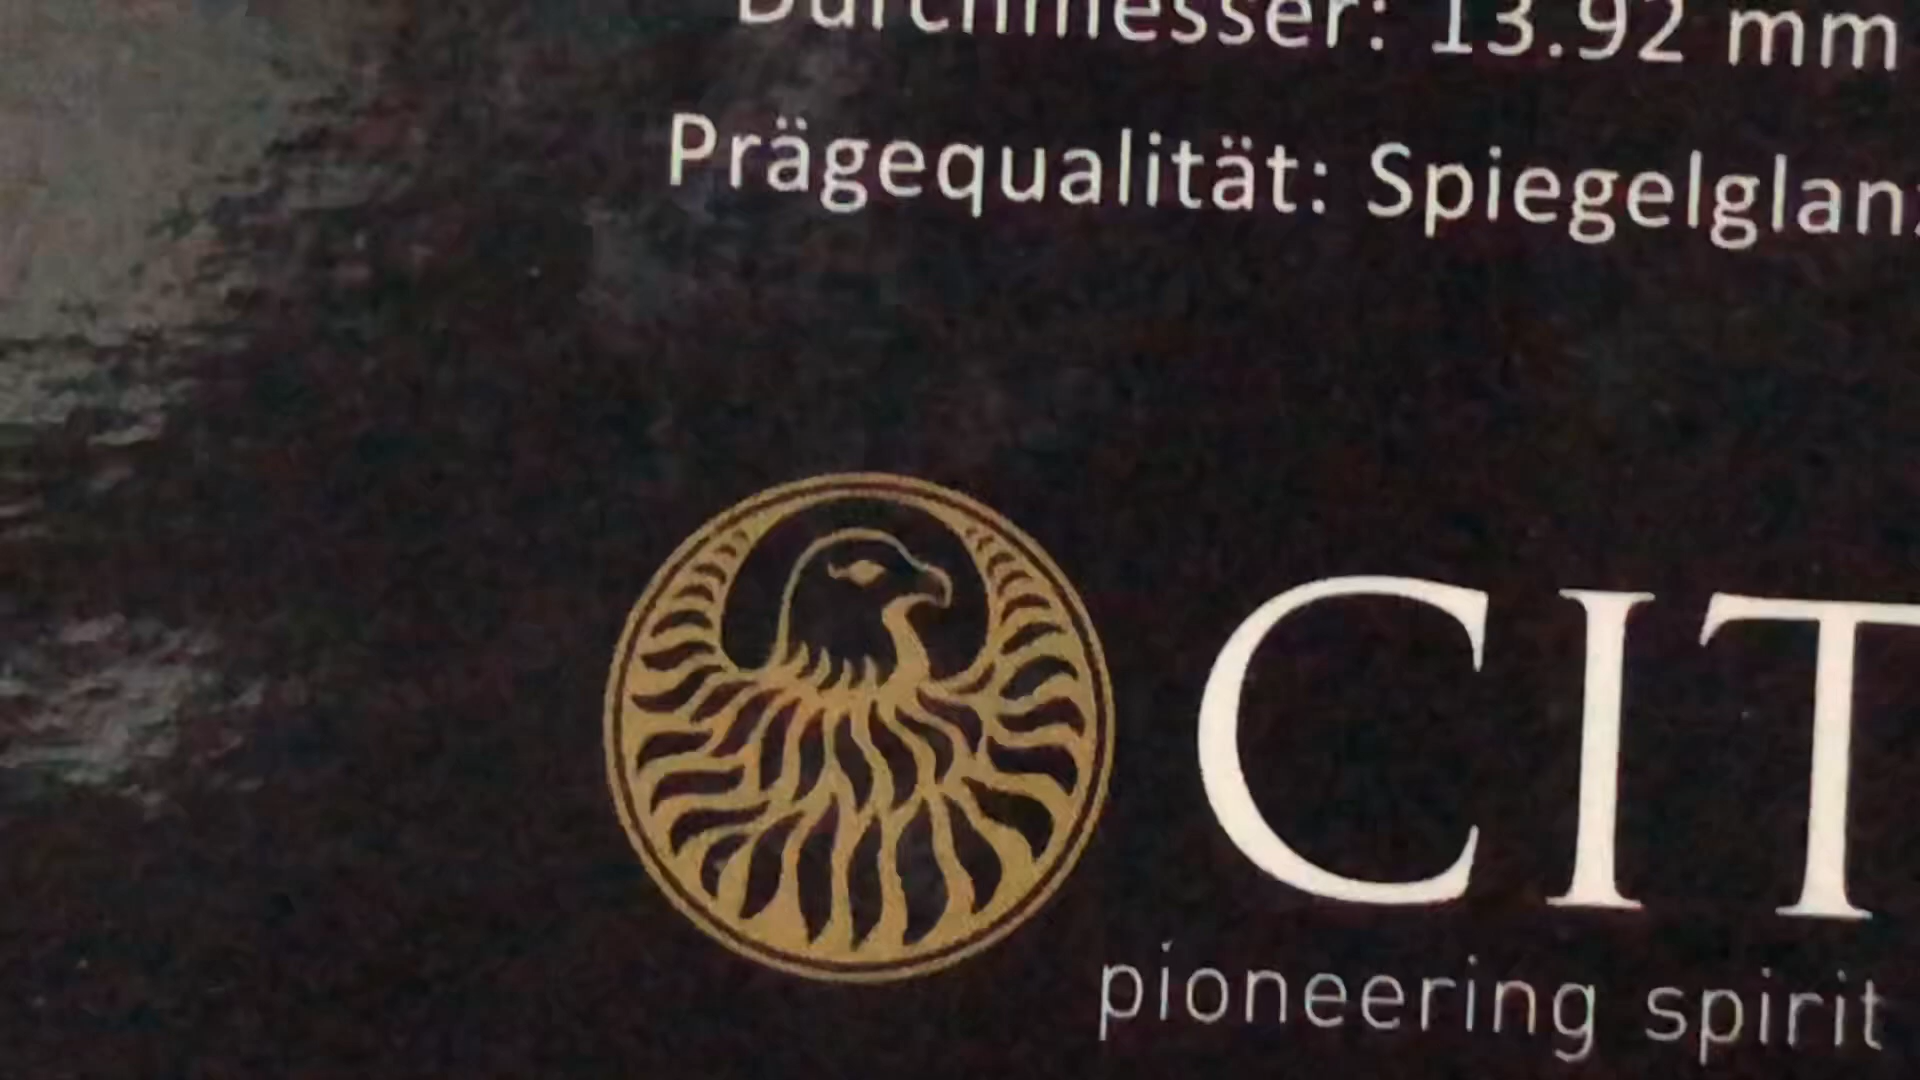 Durchmesser: 13.92 mm
Prägequalität: Spiegelglanz
CIT
pioneering spirit